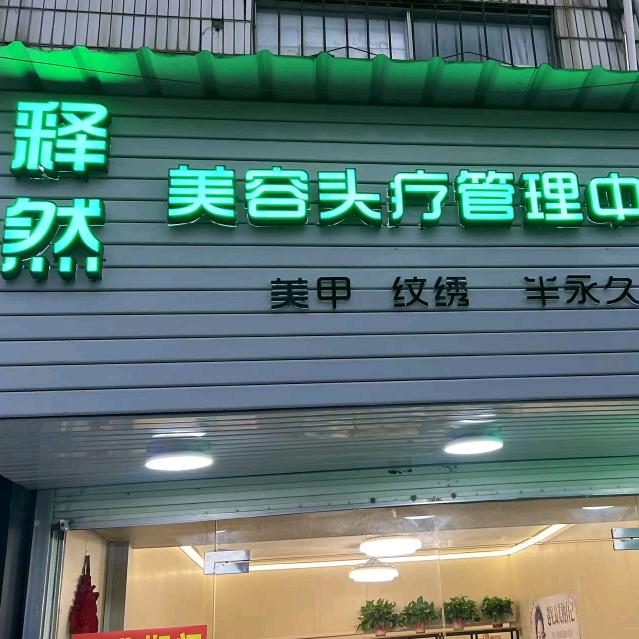 释然
美容头疗管理中
美甲 纹绣 半永久